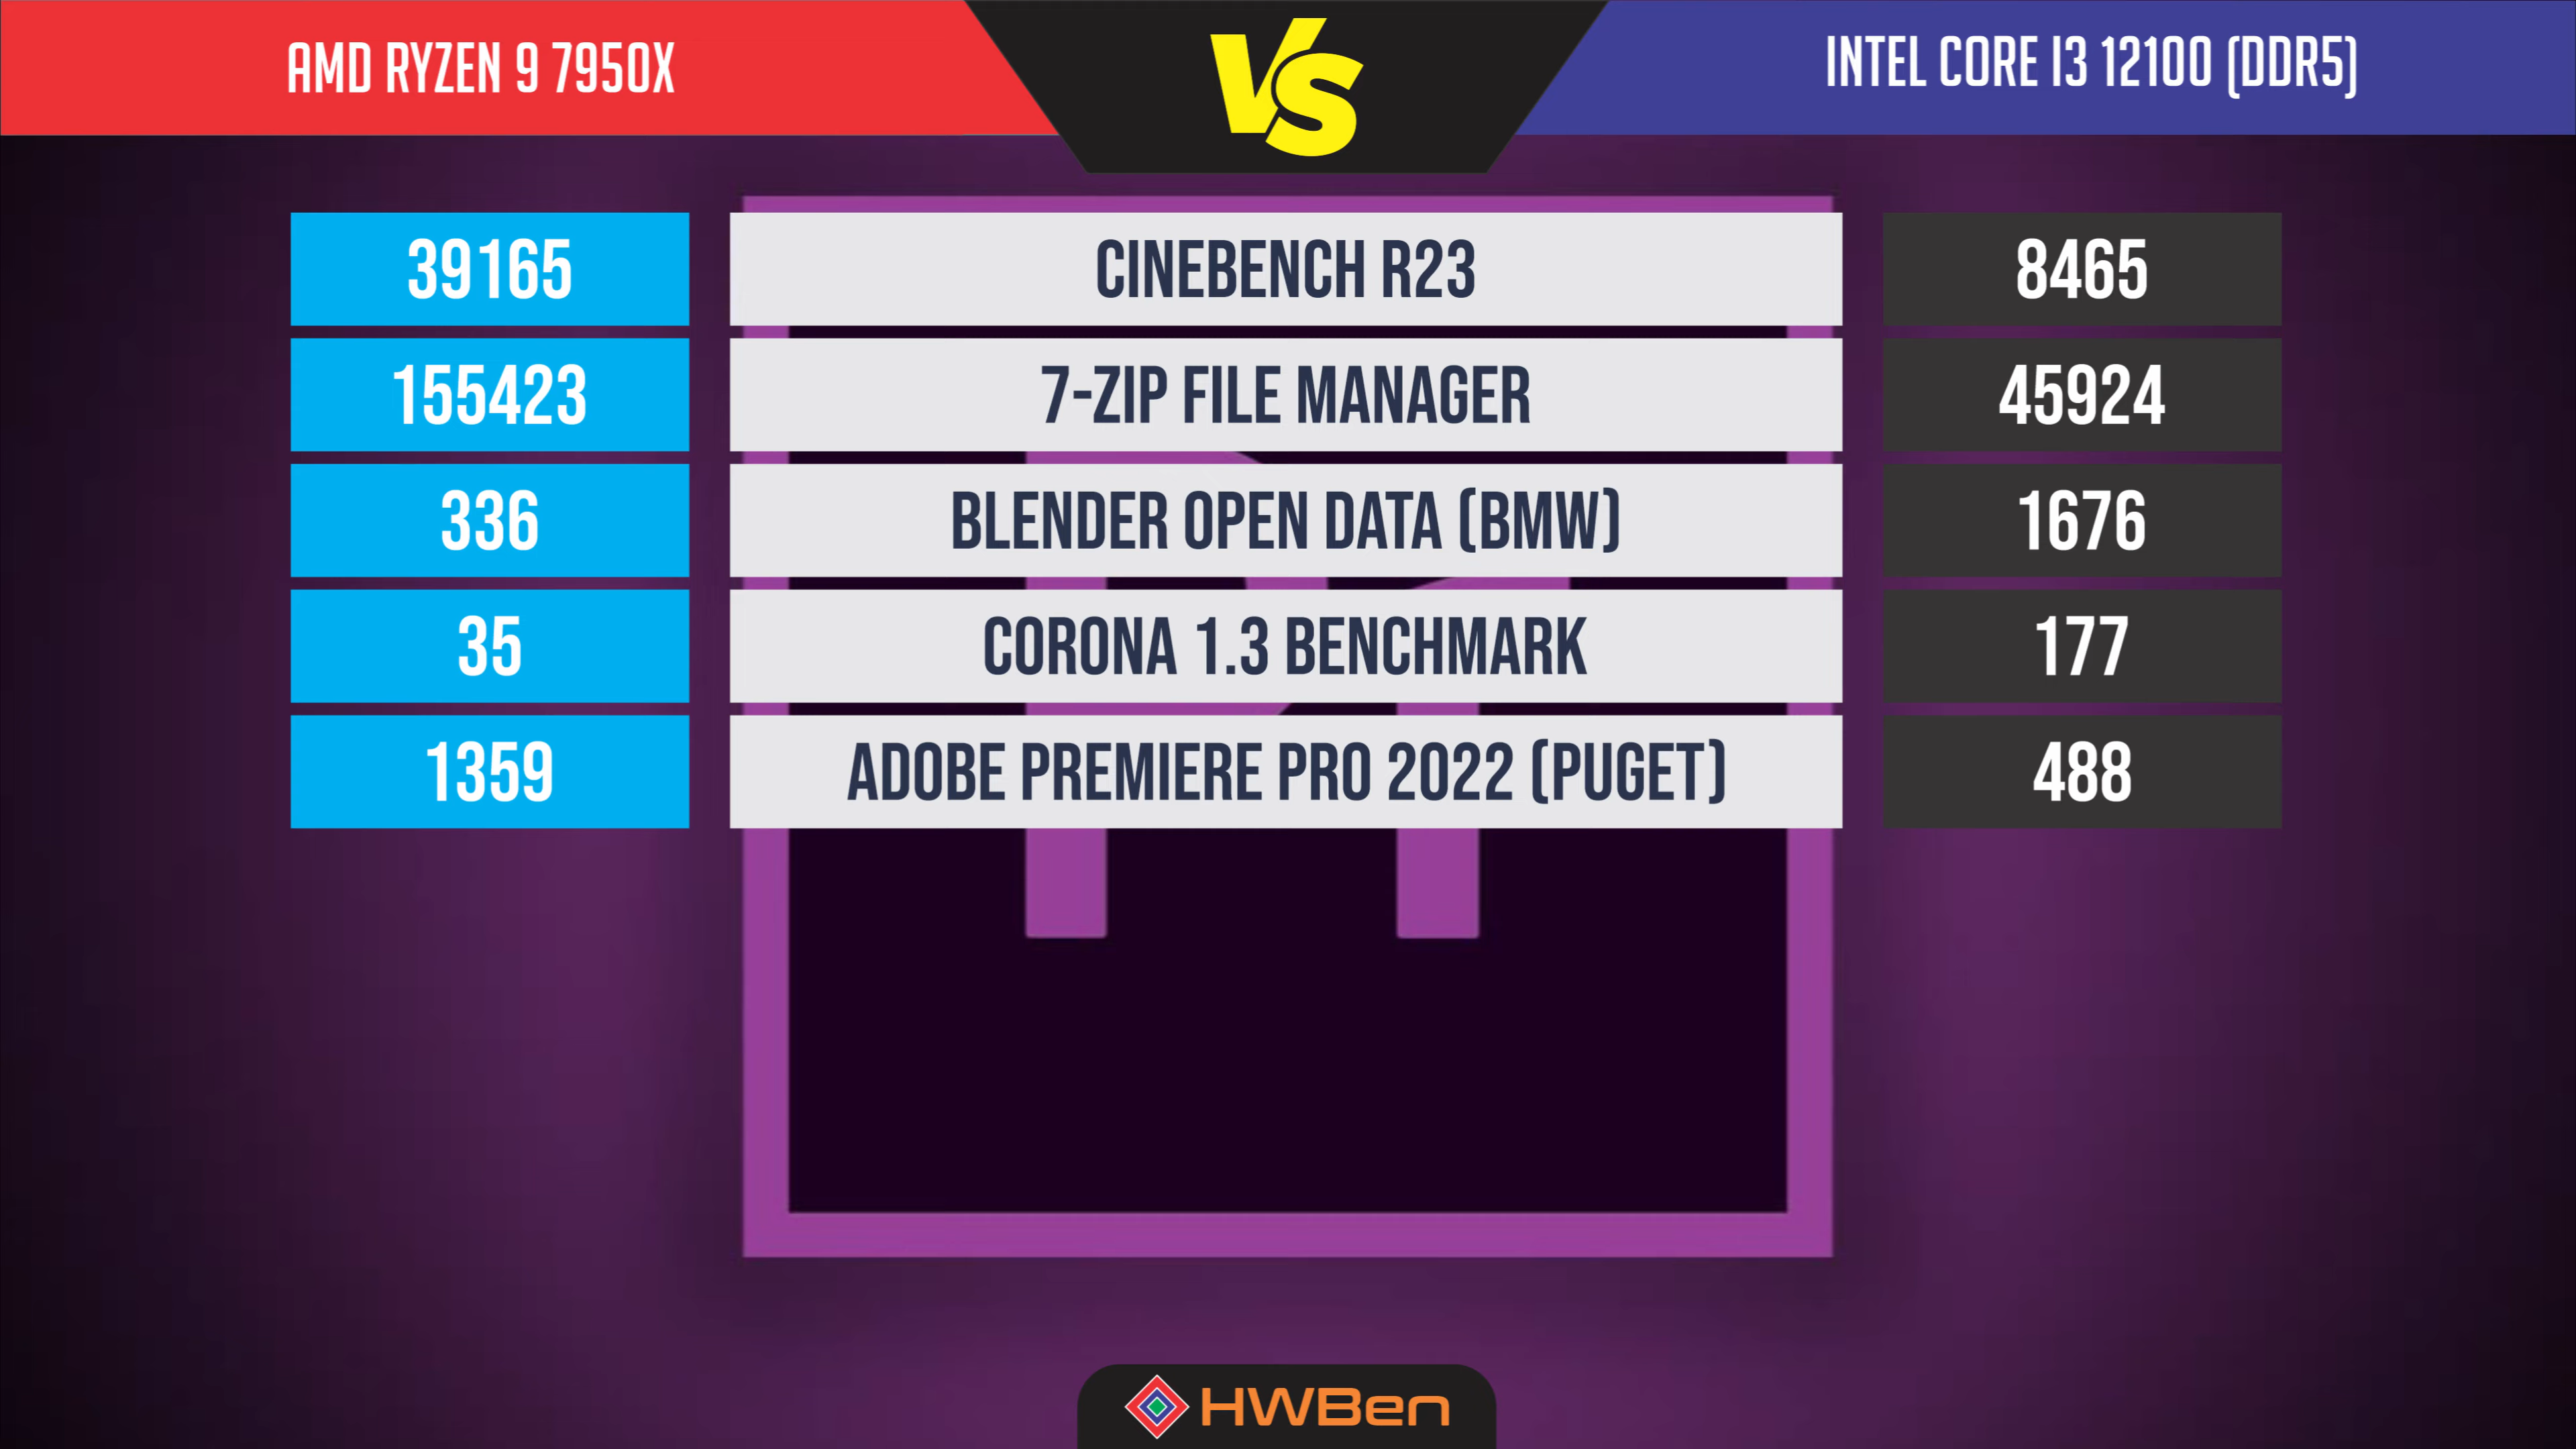 AMD RYZEN 9 7950X
VS
INTEL CORE I3 12100 (DDR5)
39165 CINEBENCH R23 8465
155423 7-ZIP FILE MANAGER 45924
336 BLENDER OPEN DATA (BMW) 1676
35 CORONA 1.3 BENCHMARK 177
1359 ADOBE PREMIERE PRO 2022 (PUGET) 488
HWBen